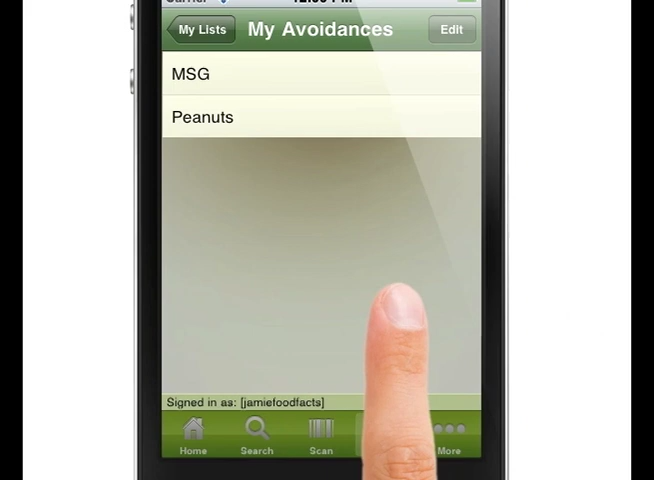 My Lists
My Avoidances
Edit
MSG
Peanuts
Signed in as: [jamiefoodfacts]
Home
Search
Scan
More